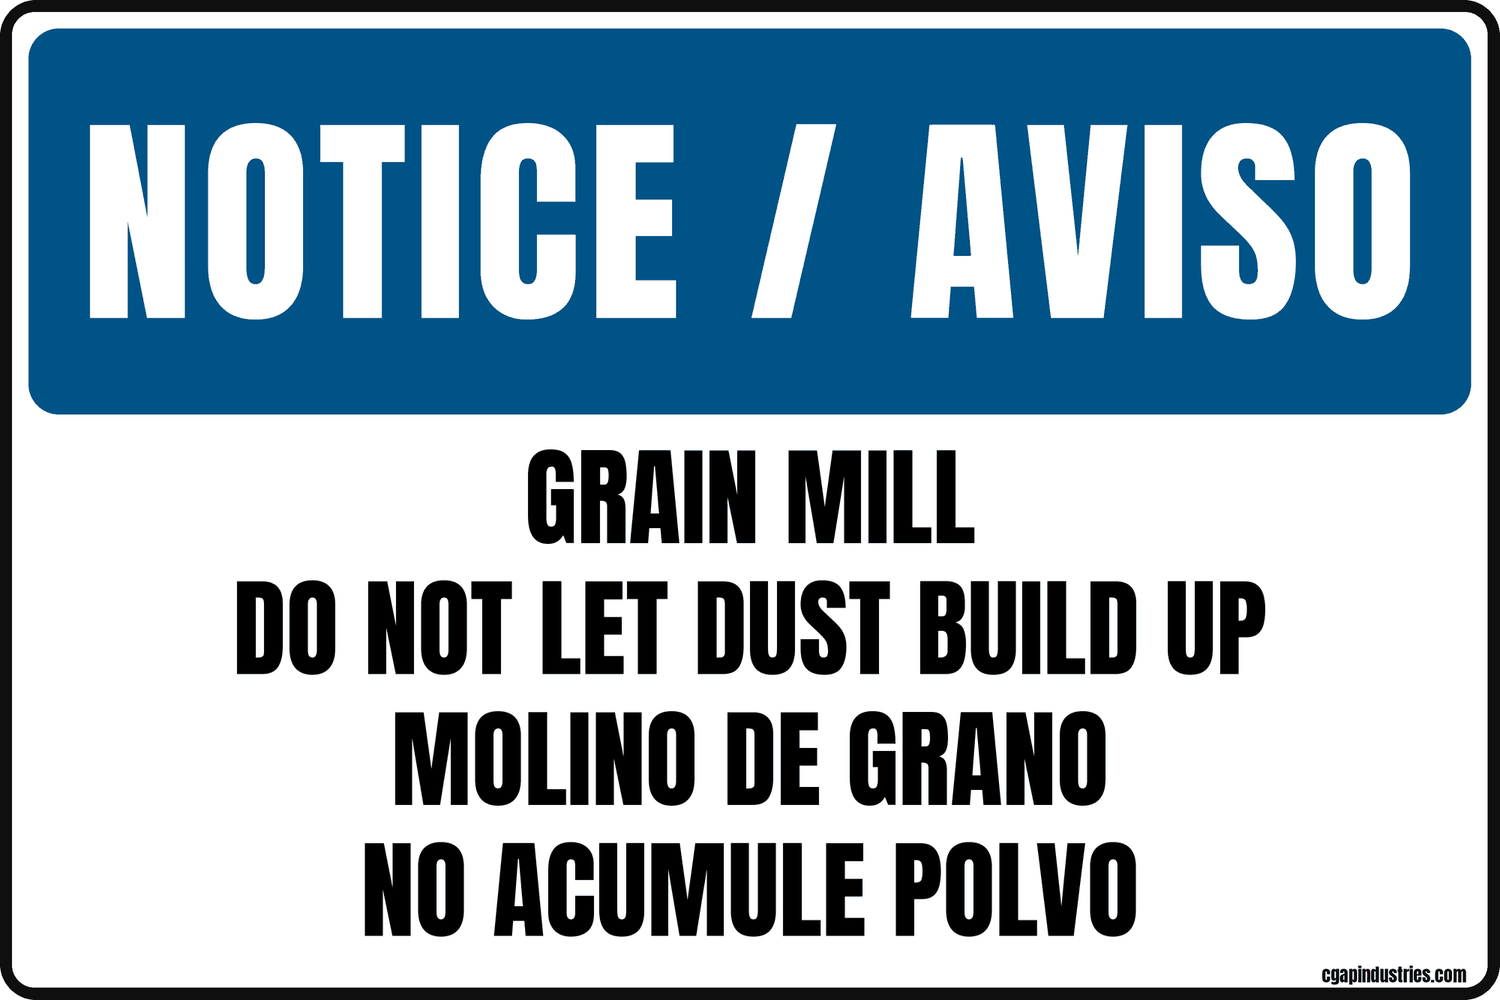 NOTICE / AVISO
GRAIN MILL
DO NOT LET DUST BUILD UP
MOLINO DE GRANO
NO ACUMULE POLVO
cgapindustries.com